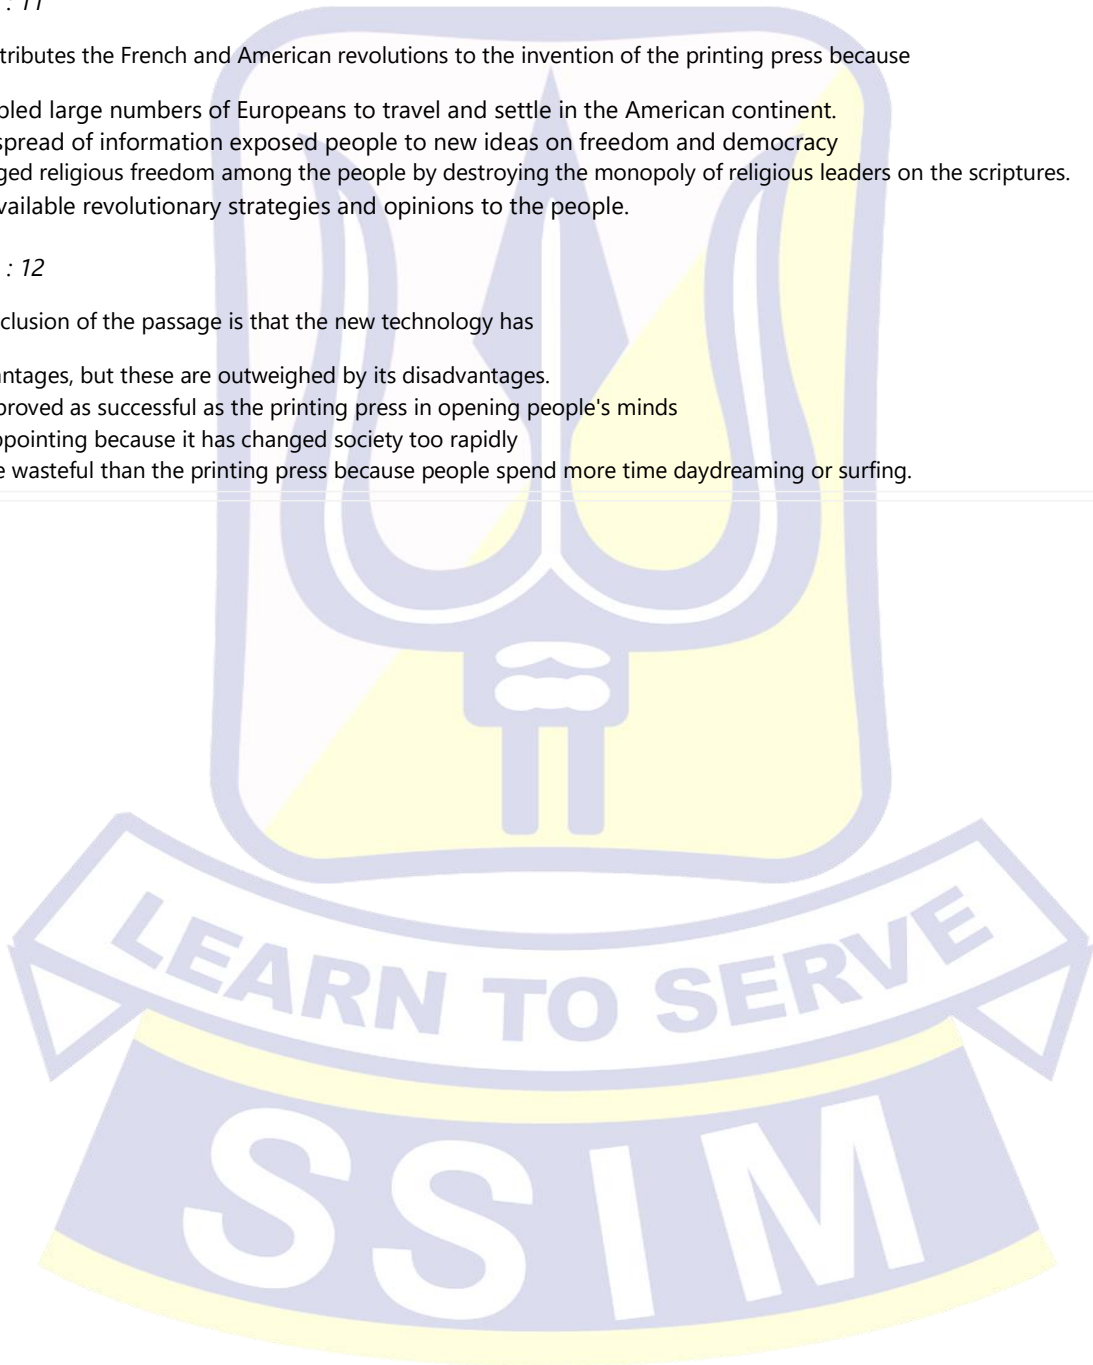 : 11
tributes the French and American revolutions to the invention of the printing press because
bled large numbers of Europeans to travel and settle in the American continent.
spread of information exposed people to new ideas on freedom and democracy
ged religious freedom among the people by destroying the monopoly of religious leaders on the scriptures.
vailable revolutionary strategies and opinions to the people.
: 12
clusion of the passage is that the new technology has
antages, but these are outweighed by its disadvantages.
proved as successful as the printing press in opening people's minds
ppointing because it has changed society too rapidly
e wasteful than the printing press because people spend more time daydreaming or surfing.
LEARN TO SERVE
SSIM